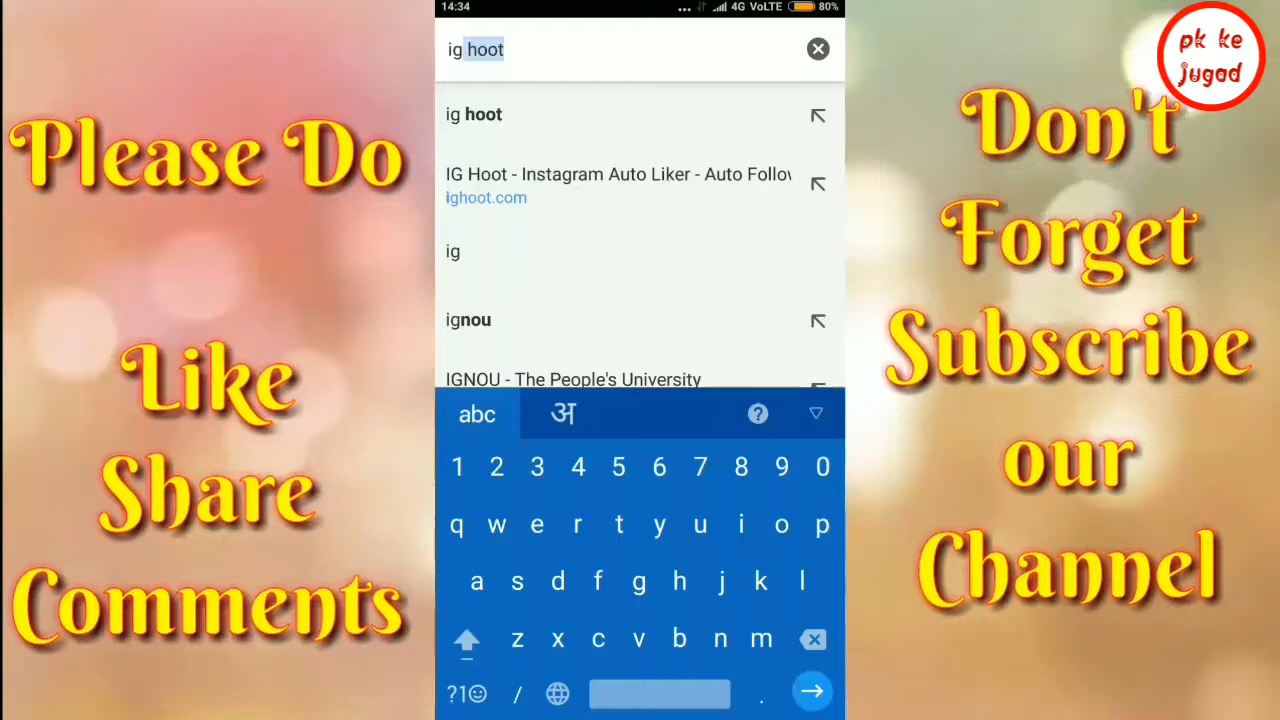 Please Do
Like
Share
Comments
14:34
... 4G VoLTE 80%
ig hoot
ig hoot
IG Hoot - Instagram Auto Liker - Auto Follov
ighoot.com
ig
ignou
IGNOU - The People's University
abc अ ?
1 2 3 4 5 6 7 8 9 0
q w e r t y u i o p
a s d f g h j k l
z x c v b n m
?1☺ / .
pk ke
jugad
Don't
Forget
Subscribe
our
Channel